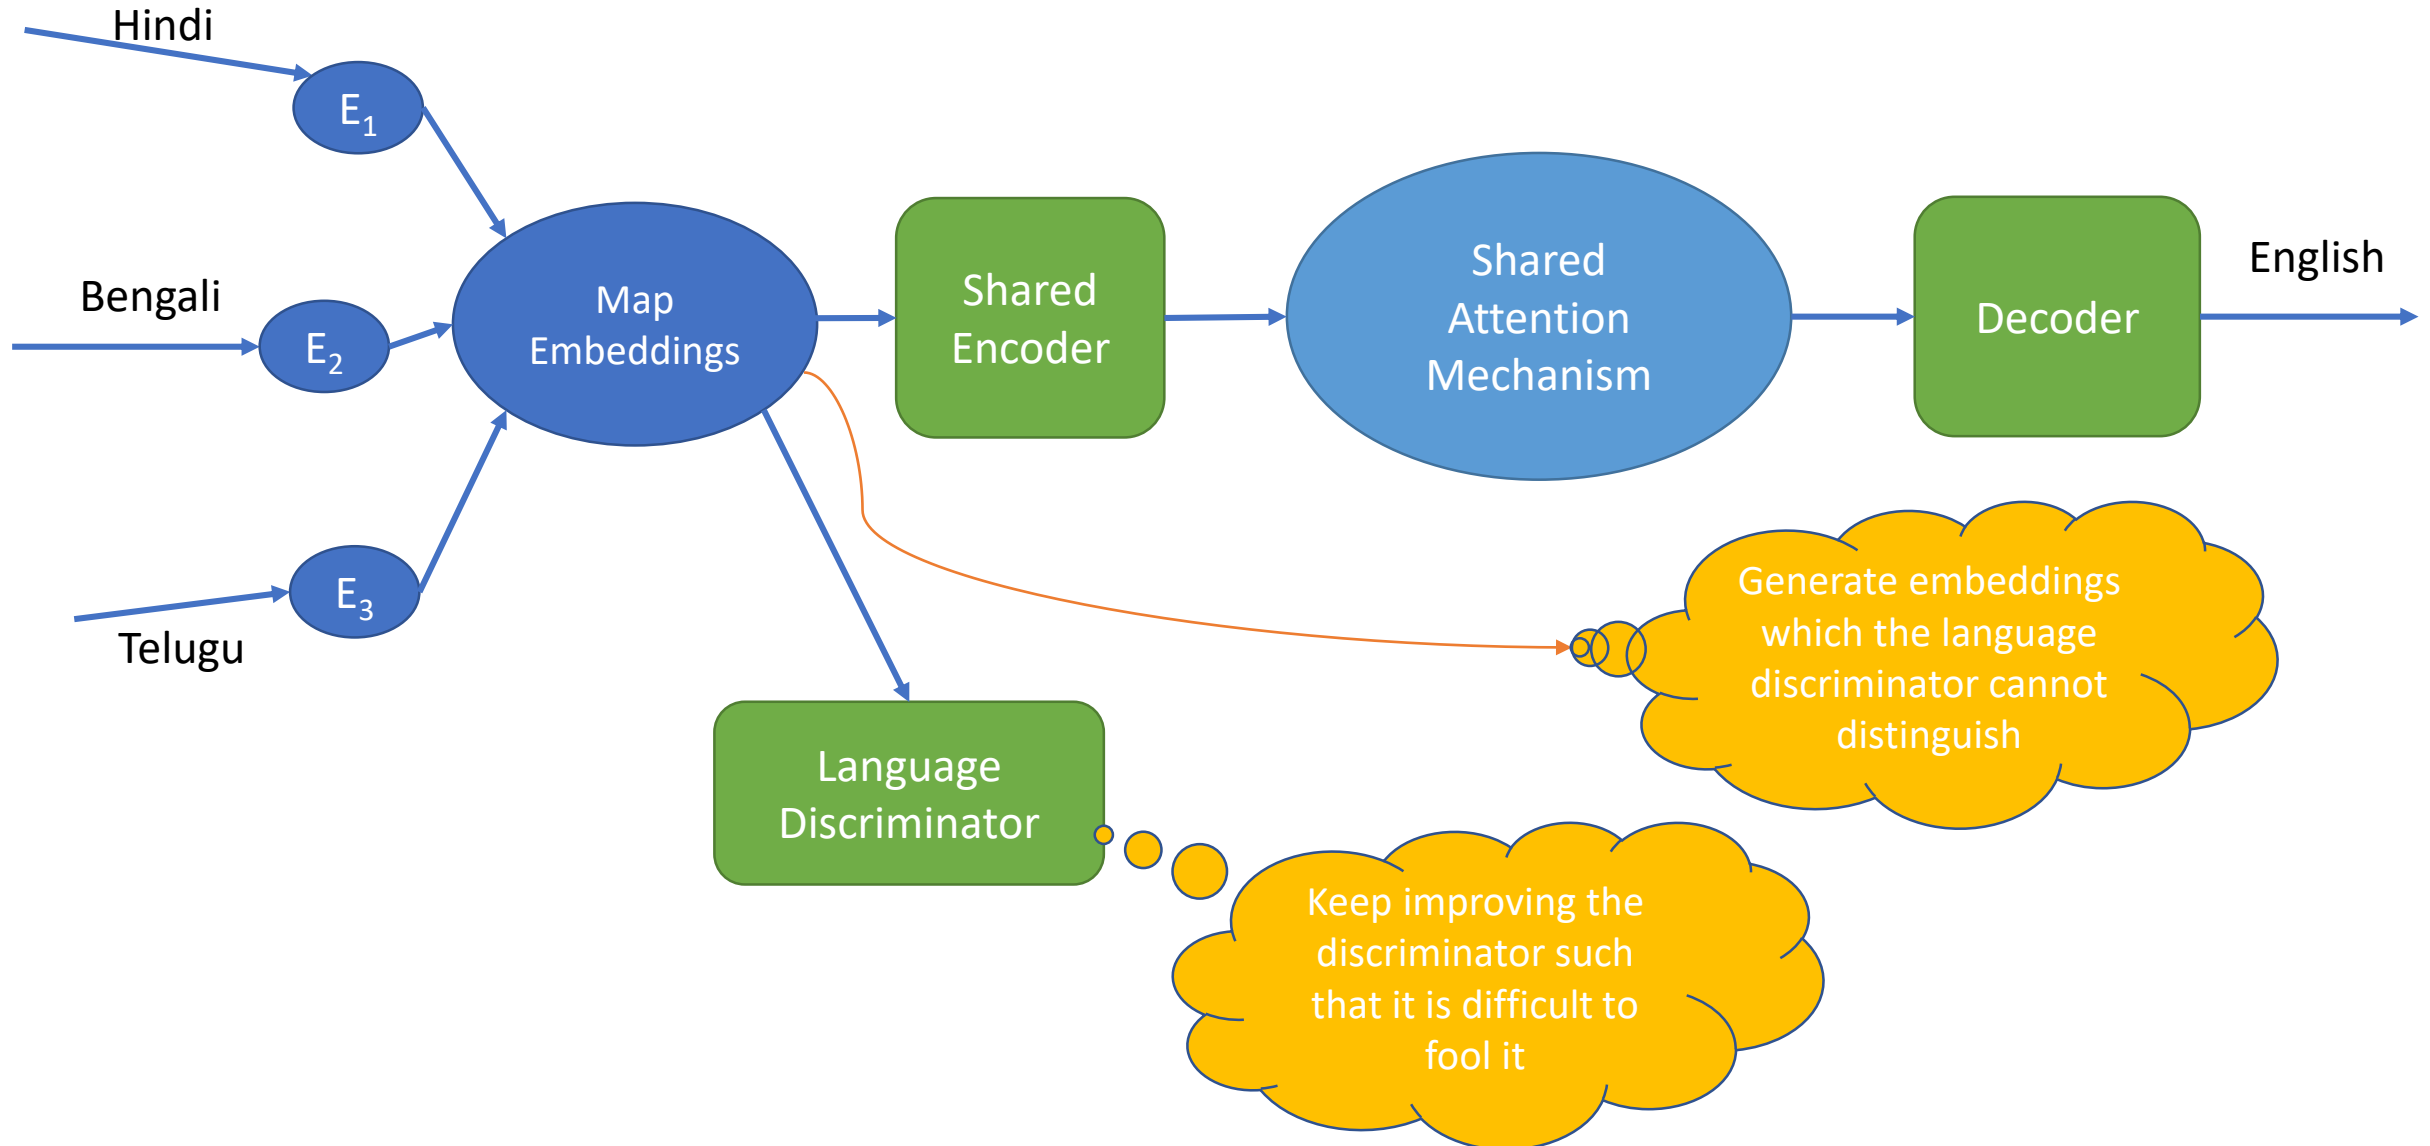 Hindi
E₁
Bengali
E₂
Telugu
E₃
Map
Embeddings
Shared
Encoder
Shared
Attention
Mechanism
Decoder
English
Language
Discriminator
Generate embeddings
which the language
discriminator cannot
distinguish
Keep improving the
discriminator such
that it is difficult to
fool it